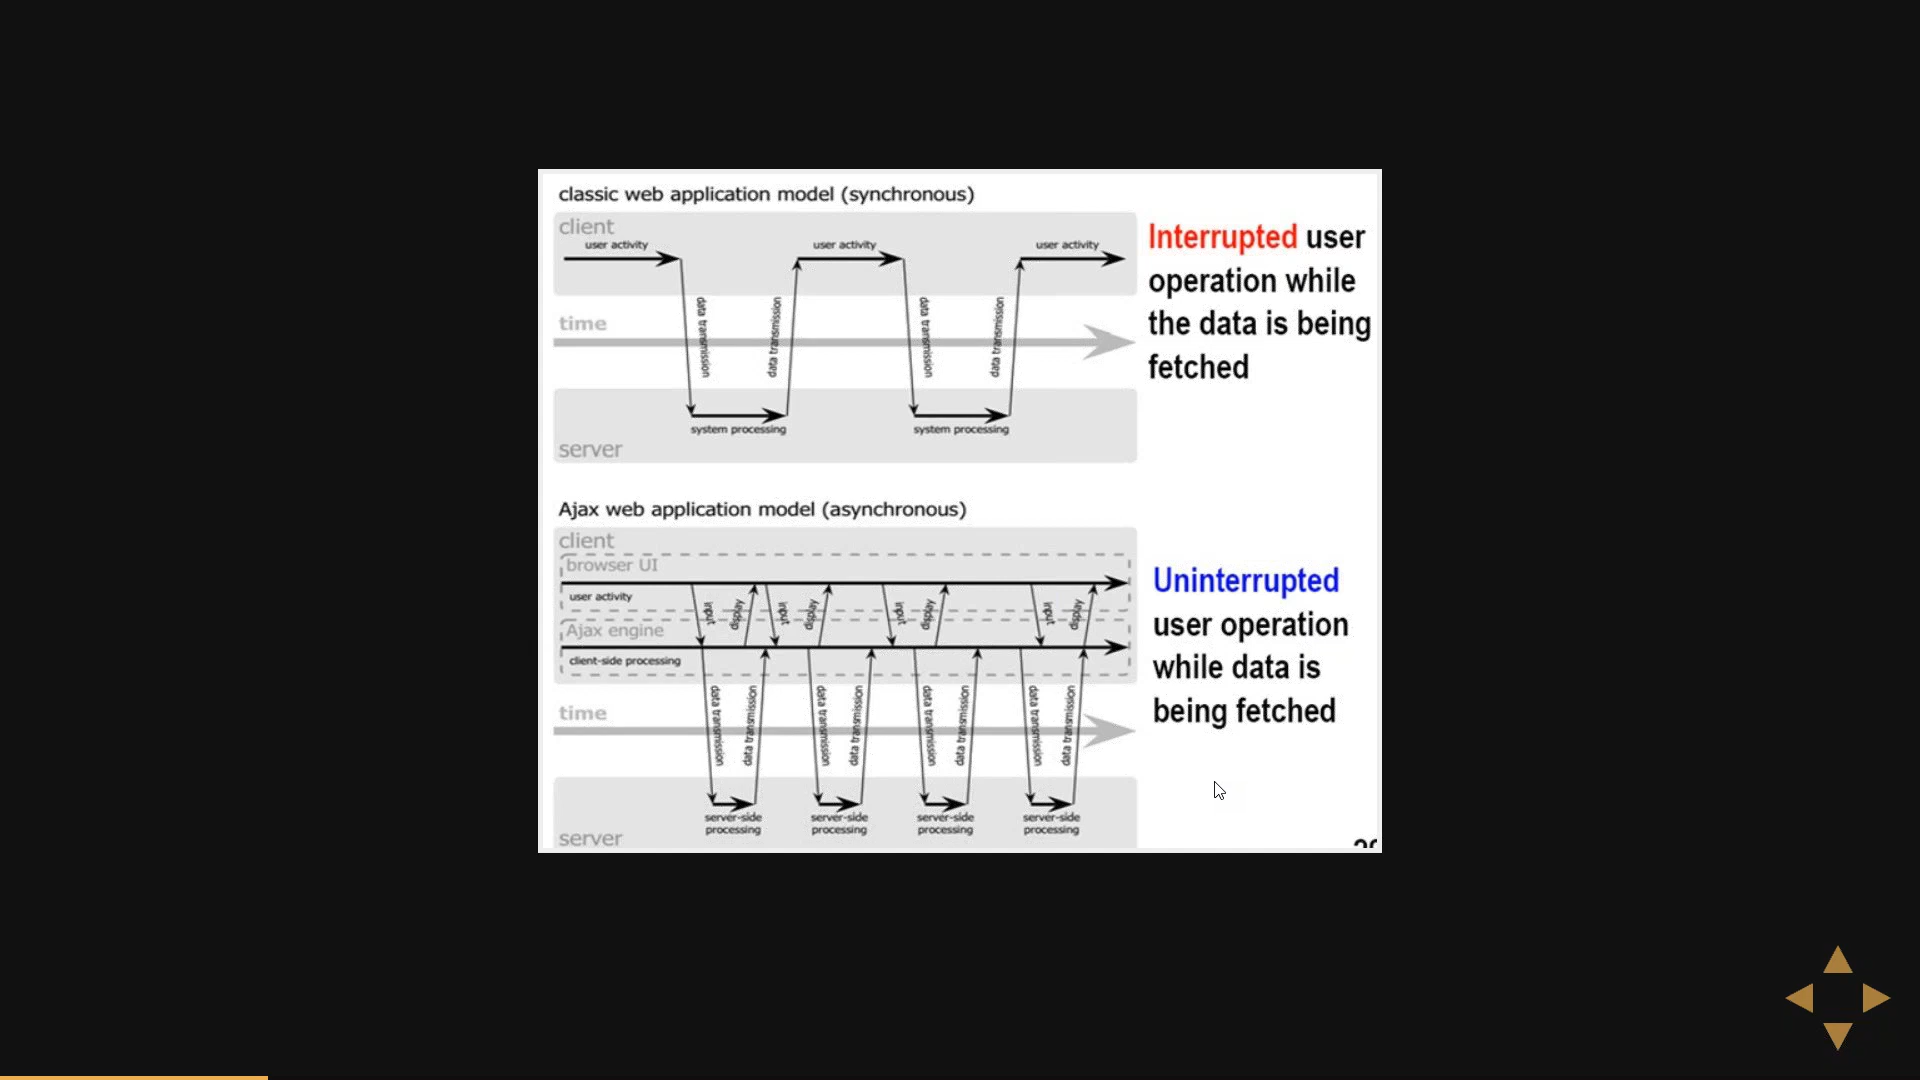 classic web application model (synchronous)
client
user activity
user activity
user activity
Interrupted user
operation while
the data is being
fetched
data transmission
data transmission
data transmission
data transmission
time
system processing
system processing
server
Ajax web application model (asynchronous)
client
browser UI
user activity
input
display
input
display
input
display
input
display
Ajax engine
client-side processing
Uninterrupted
user operation
while data is
being fetched
data transmission
data transmission
data transmission
data transmission
data transmission
data transmission
data transmission
data transmission
time
server-side
processing
server-side
processing
server-side
processing
server-side
processing
server